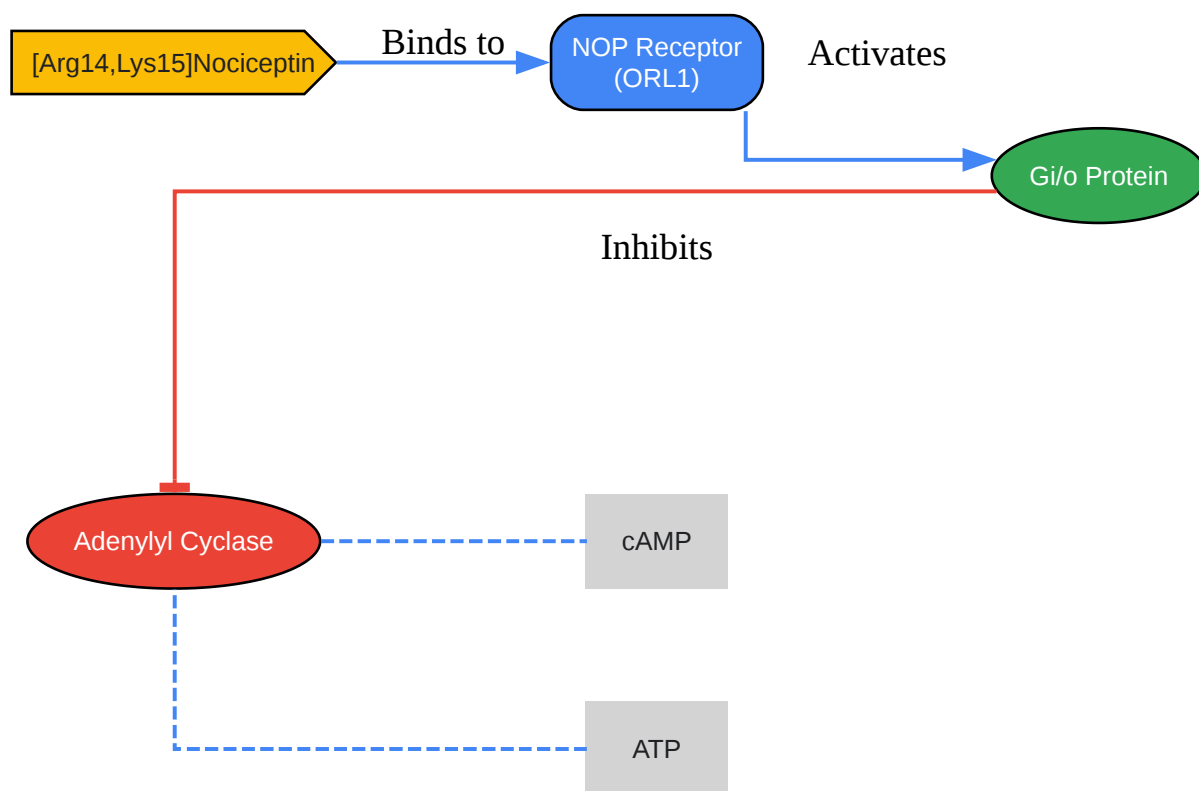 [Arg14,Lys15]Nociceptin
Binds to
NOP Receptor
(ORL1)
Activates
Gi/o Protein
Inhibits
Adenylyl Cyclase
cAMP
ATP